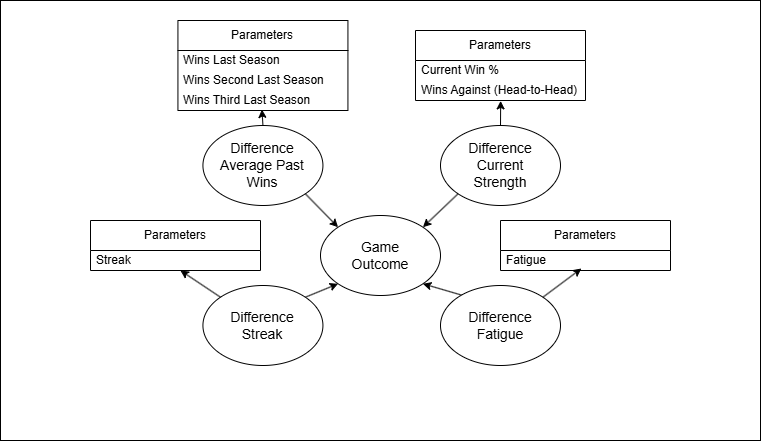 Parameters
Wins Last Season
Wins Second Last Season
Wins Third Last Season
Parameters
Current Win %
Wins Against (Head-to-Head)
Difference
Average Past
Wins
Difference
Current
Strength
Parameters
Streak
Game
Outcome
Parameters
Fatigue
Difference
Streak
Difference
Fatigue